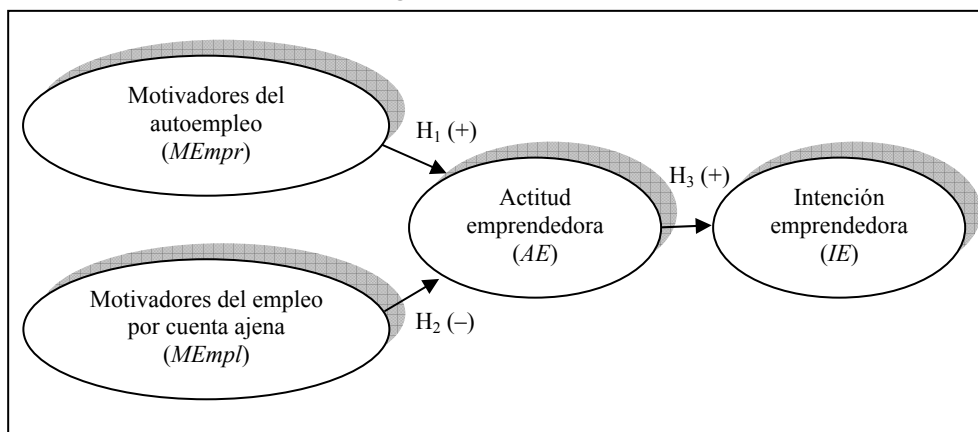 Motivadores del
autoempleo
(MEmpr)
H₁ (+)
Motivadores del empleo
por cuenta ajena
(MEmpl)
H₂ (–)
Actitud
emprendedora
(AE)
H₃ (+)
Intención
emprendedora
(IE)